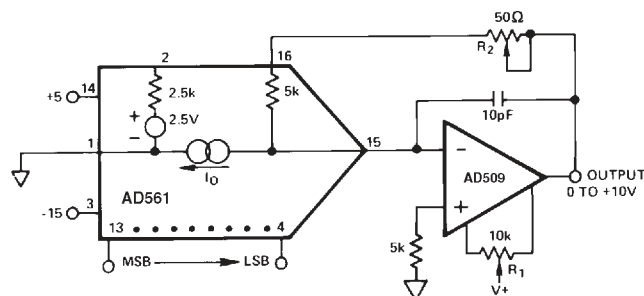 50Ω
2
16
R2
14
+5
2.5k
5k
+
2.5V
10pF
−
1
15
−
IO
AD509
OUTPUT
0 TO +10V
AD561
3
-15
+
13
4
5k
10k
MSB
LSB
R1
V+